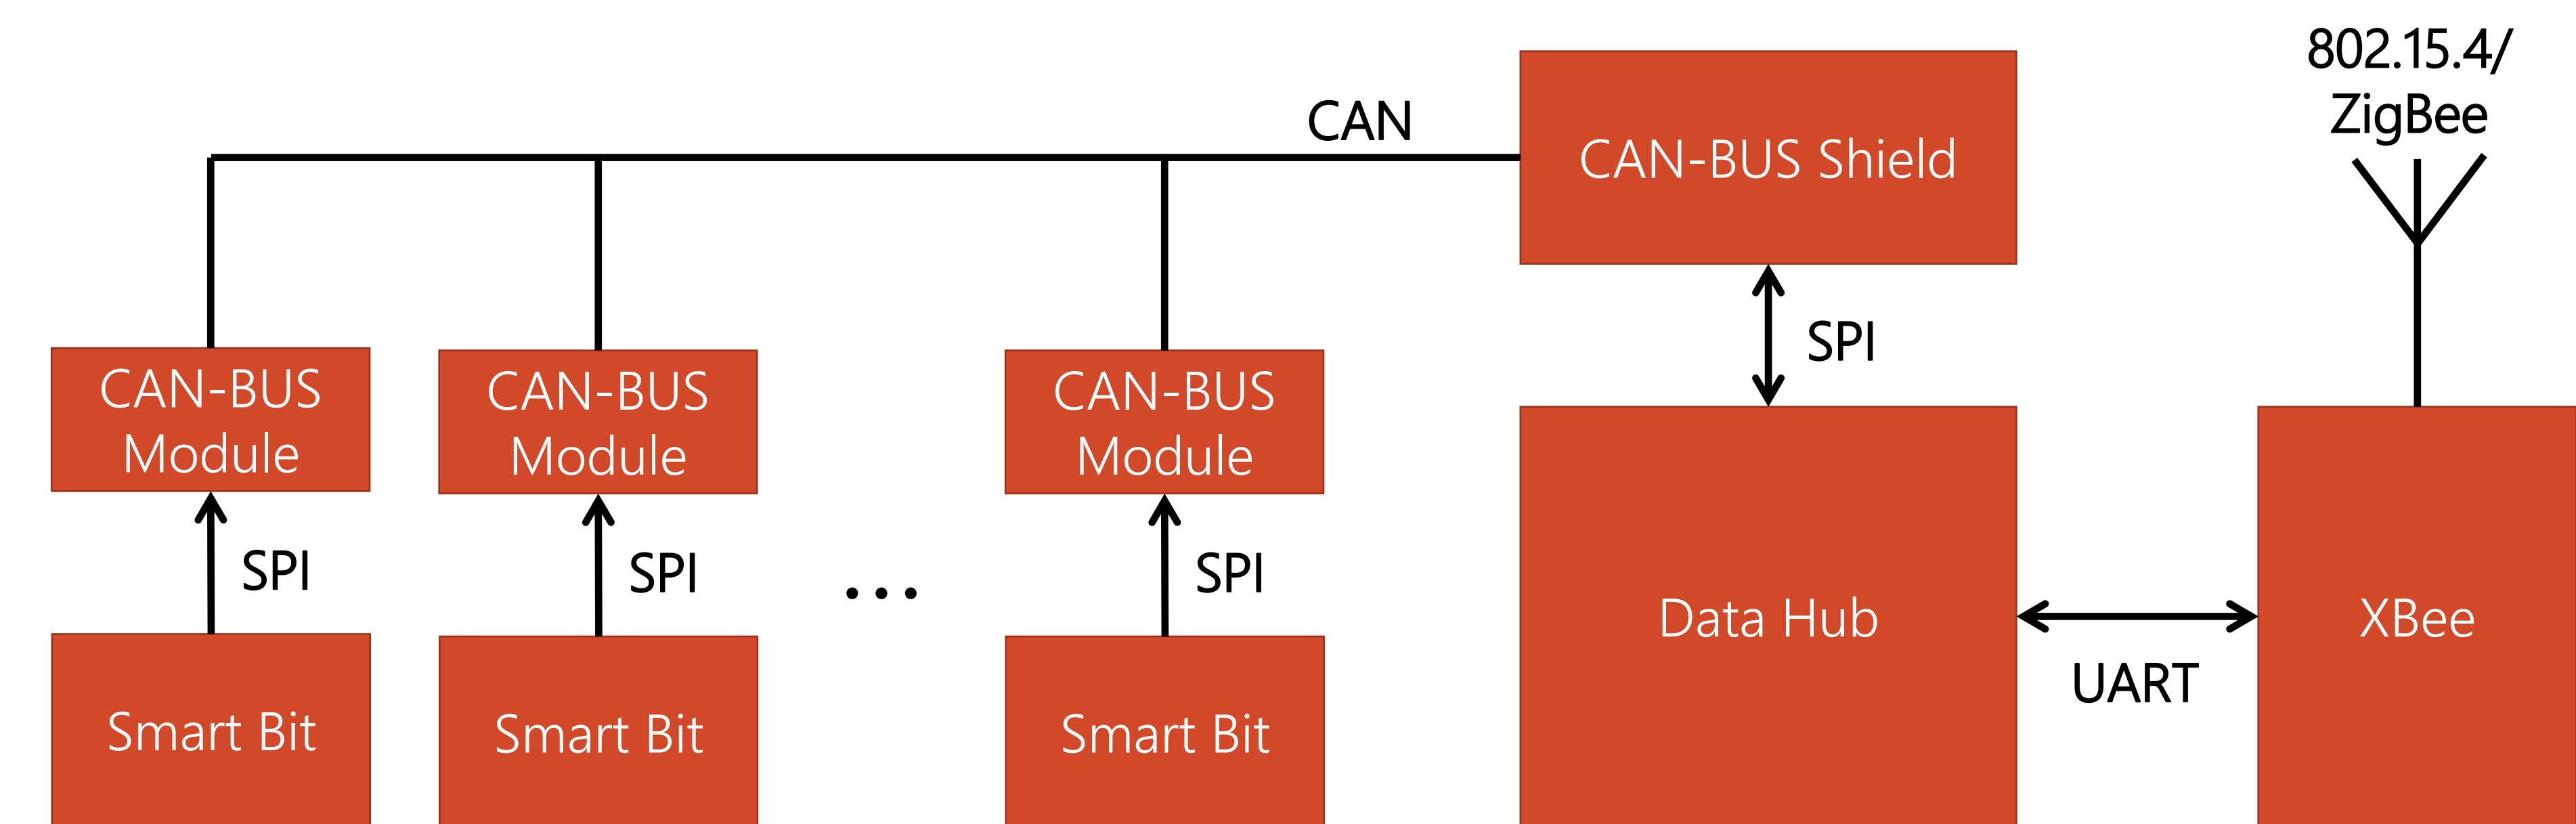 802.15.4/
ZigBee
CAN
CAN-BUS Shield
SPI
CAN-BUS
Module
CAN-BUS
Module
CAN-BUS
Module
SPI
SPI
...
SPI
Smart Bit
Smart Bit
Smart Bit
Data Hub
UART
XBee